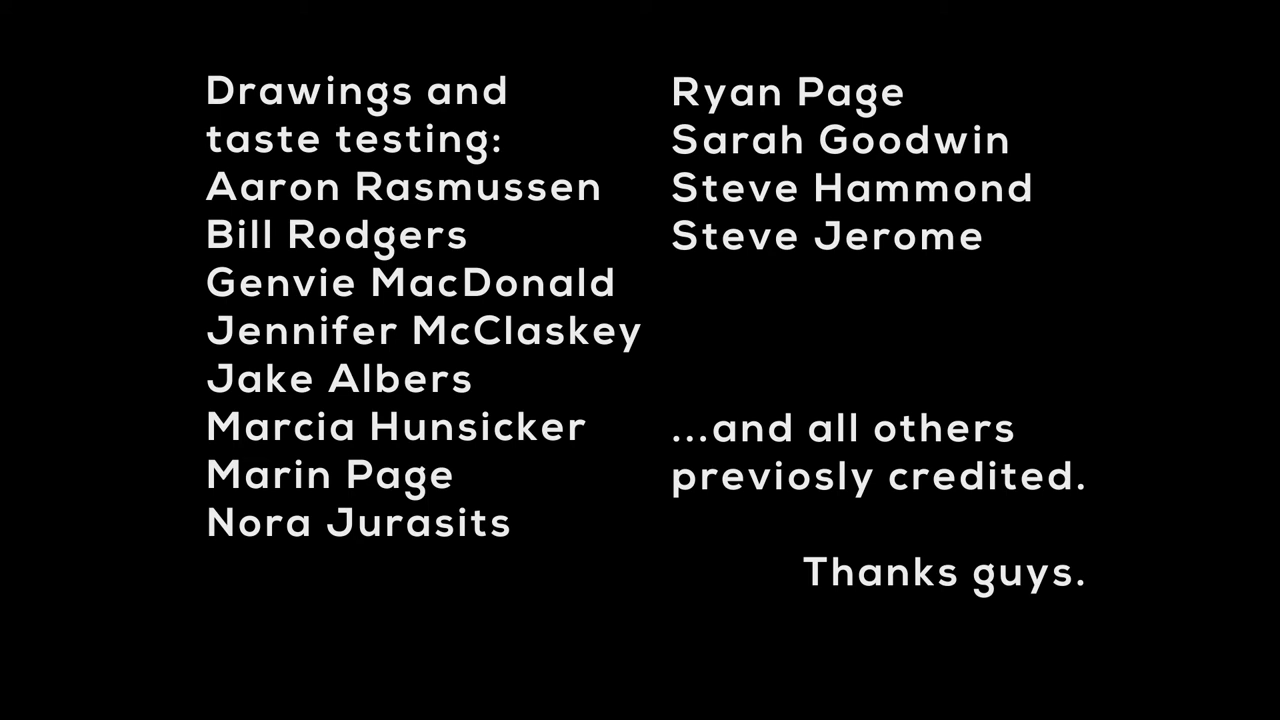 Drawings and
taste testing:
Aaron Rasmussen
Bill Rodgers
Genvie MacDonald
Jennifer McClaskey
Jake Albers
Marcia Hunsicker
Marin Page
Nora Jurasits
Ryan Page
Sarah Goodwin
Steve Hammond
Steve Jerome
...and all others
previosly credited.
Thanks guys.